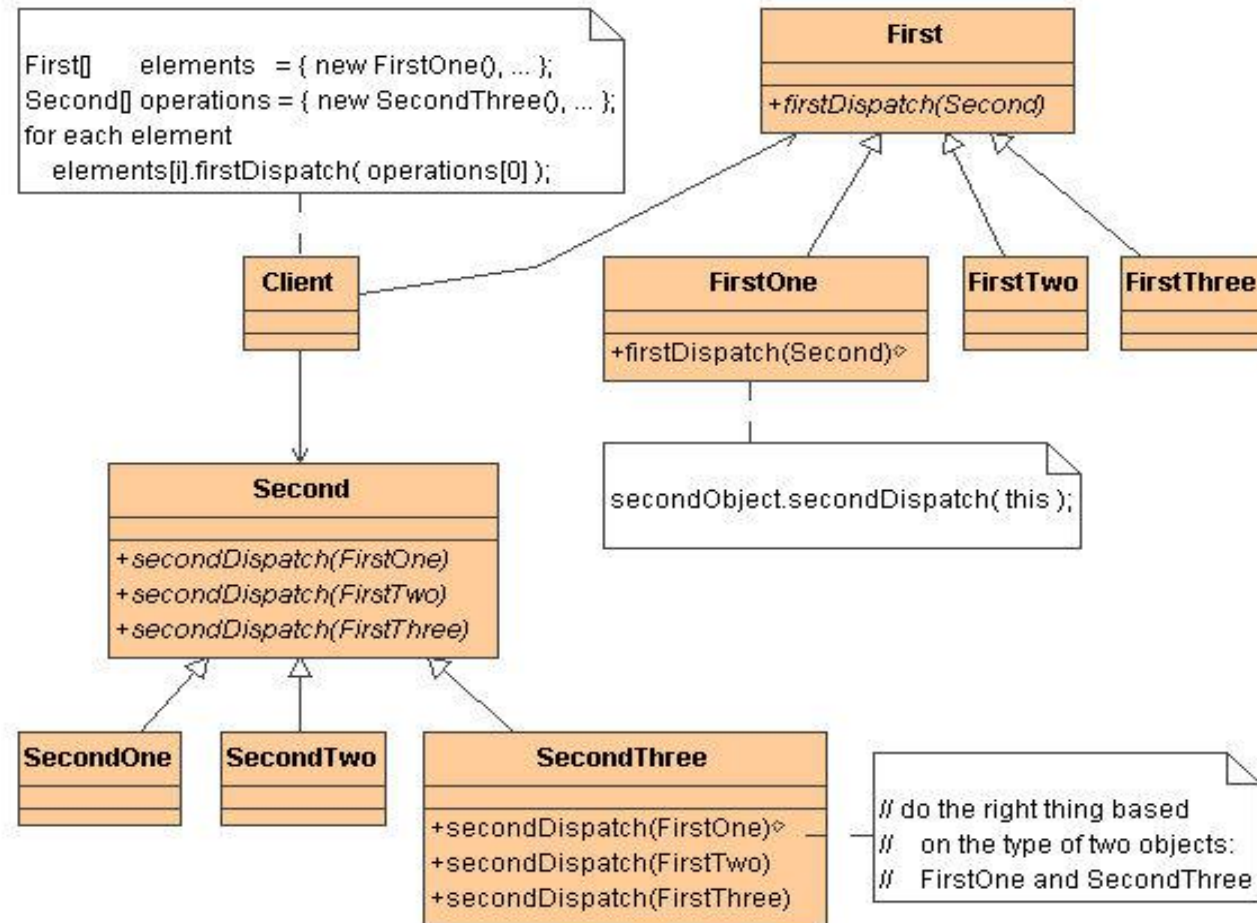 First[] elements = { new FirstOne(), ... };
Second[] operations = { new SecondThree(), ... };
for each element
elements[i].firstDispatch( operations[0] );
First
+firstDispatch(Second)
Client
FirstOne
+firstDispatch(Second)
FirstTwo
FirstThree
secondObject.secondDispatch( this );
Second
+secondDispatch(FirstOne)
+secondDispatch(FirstTwo)
+secondDispatch(FirstThree)
SecondOne
SecondTwo
SecondThree
+secondDispatch(FirstOne)
+secondDispatch(FirstTwo)
+secondDispatch(FirstThree)
// do the right thing based
// on the type of two objects:
// FirstOne and SecondThree